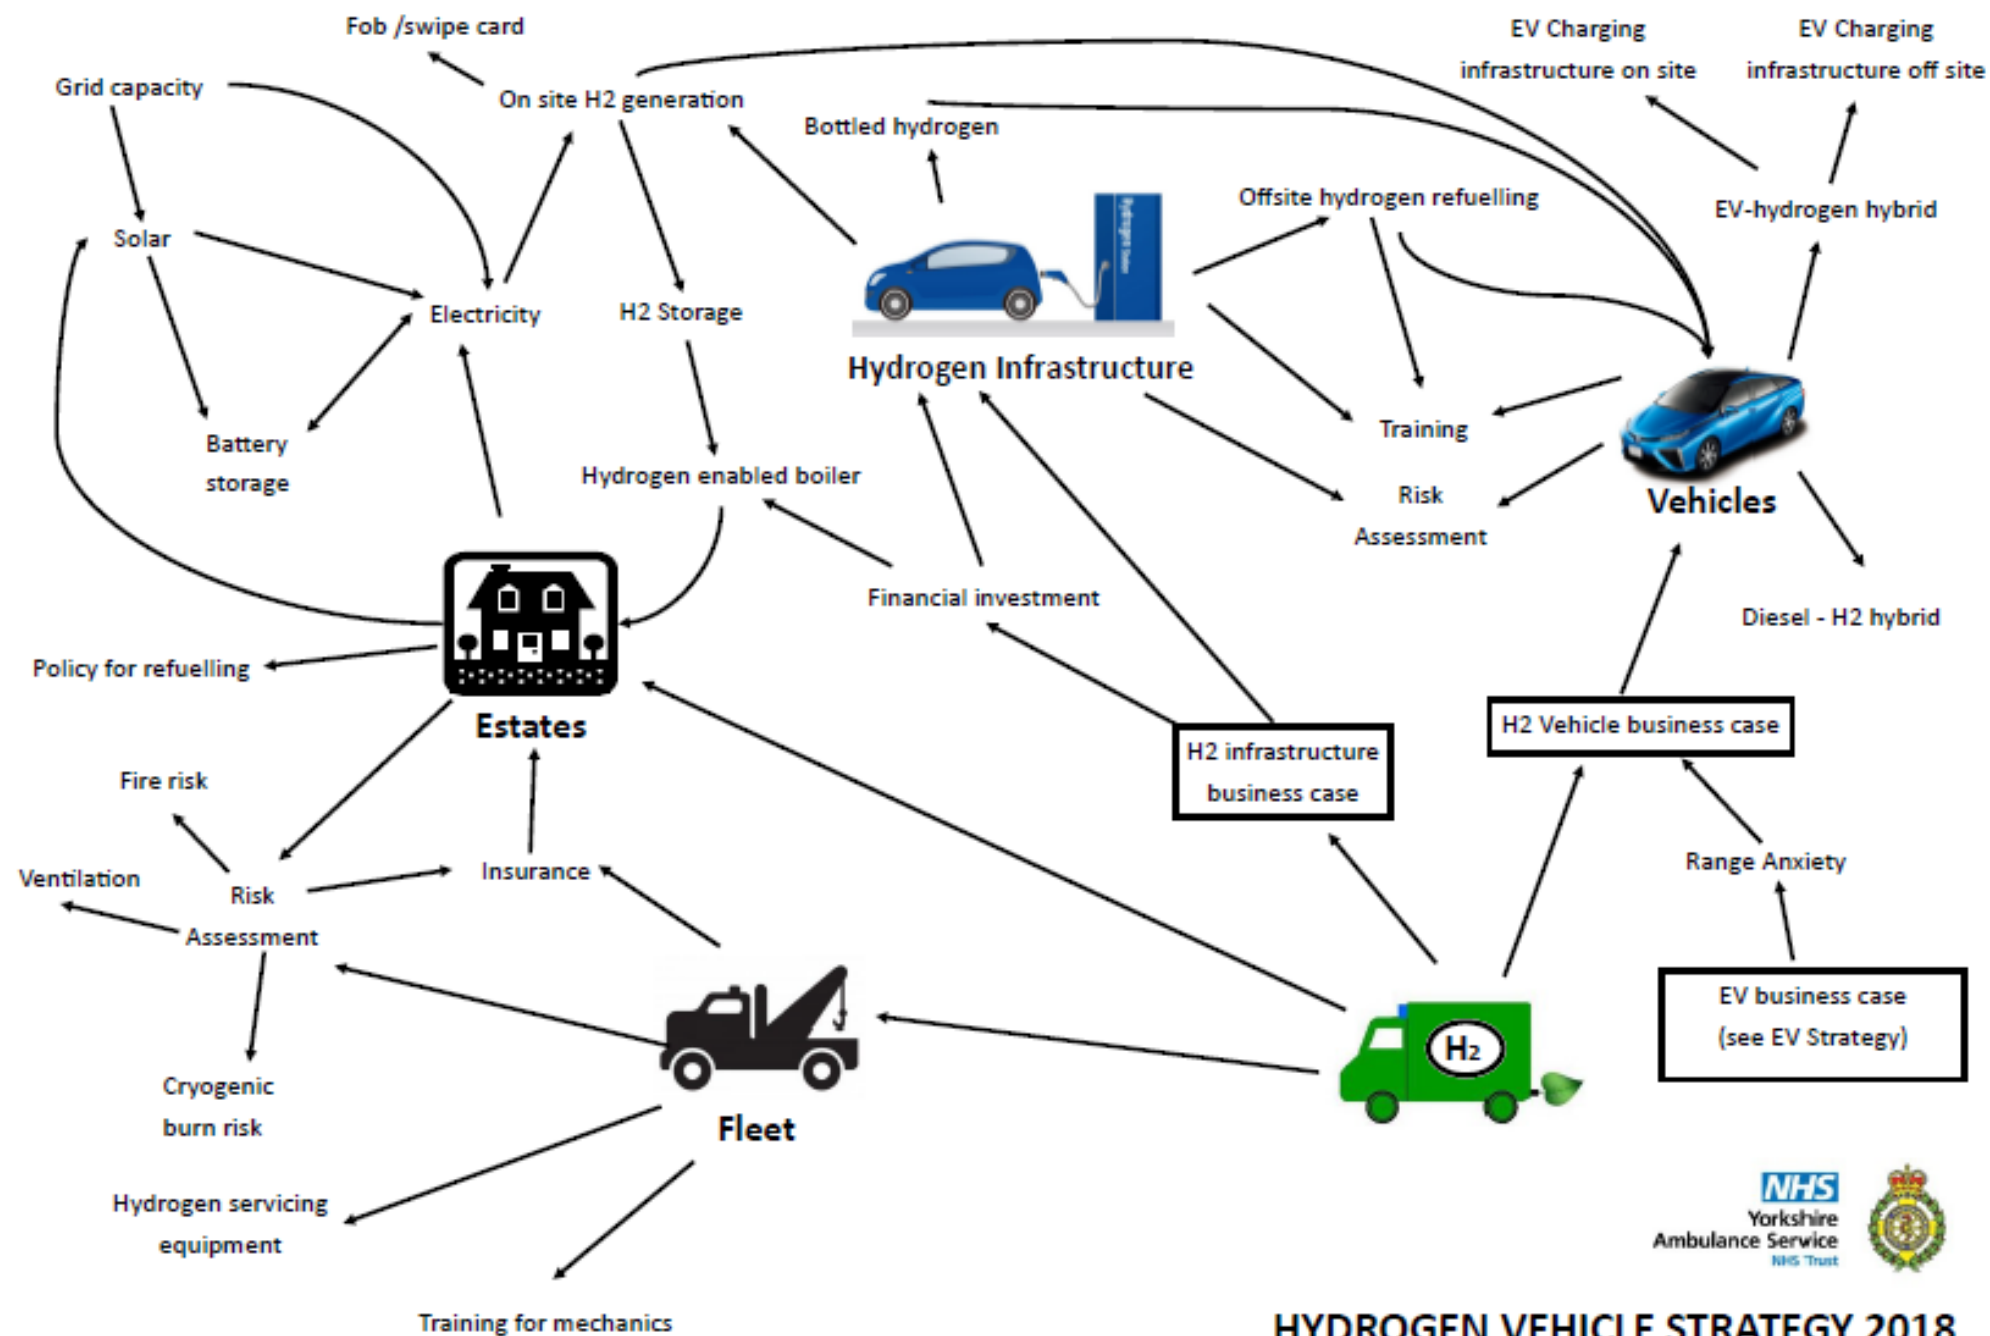 Fob /swipe card
EV Charging
infrastructure on site
EV Charging
infrastructure off site
Grid capacity
On site H2 generation
Bottled hydrogen
Offsite hydrogen refuelling
EV-hydrogen hybrid
Solar
Electricity
H2 Storage
Hydrogen Station
Hydrogen Infrastructure
Training
Battery
storage
Hydrogen enabled boiler
Risk
Assessment
Vehicles
Financial investment
Diesel - H2 hybrid
Policy for refuelling
Estates
H2 infrastructure
business case
H2 Vehicle business case
Fire risk
Insurance
Range Anxiety
Ventilation
Risk
Assessment
EV business case
(see EV Strategy)
H2
Cryogenic
burn risk
Fleet
Hydrogen servicing
equipment
NHS
Yorkshire
Ambulance Service
NHS Trust
Training for mechanics
HYDROGEN VEHICLE STRATEGY 2018